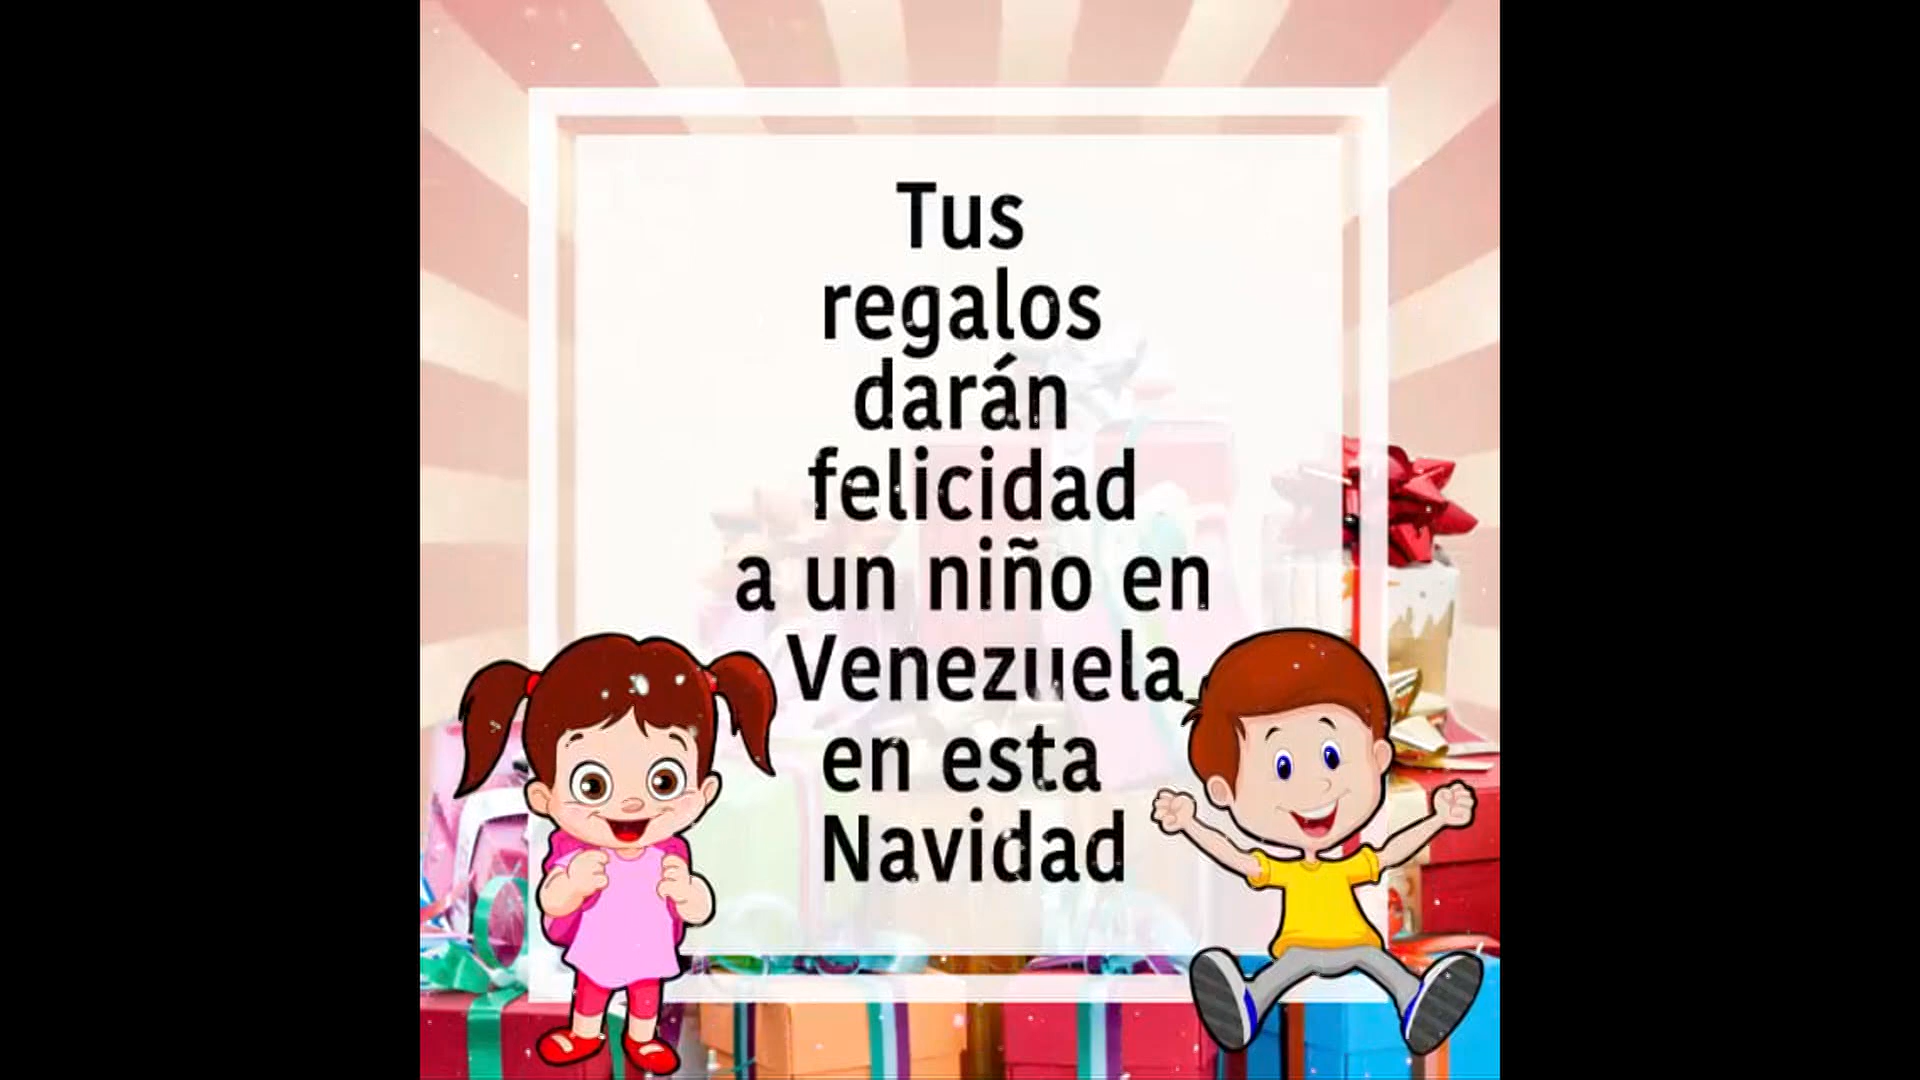 Tus
regalos
darán
felicidad
a un niño en
Venezuela
en esta
Navidad